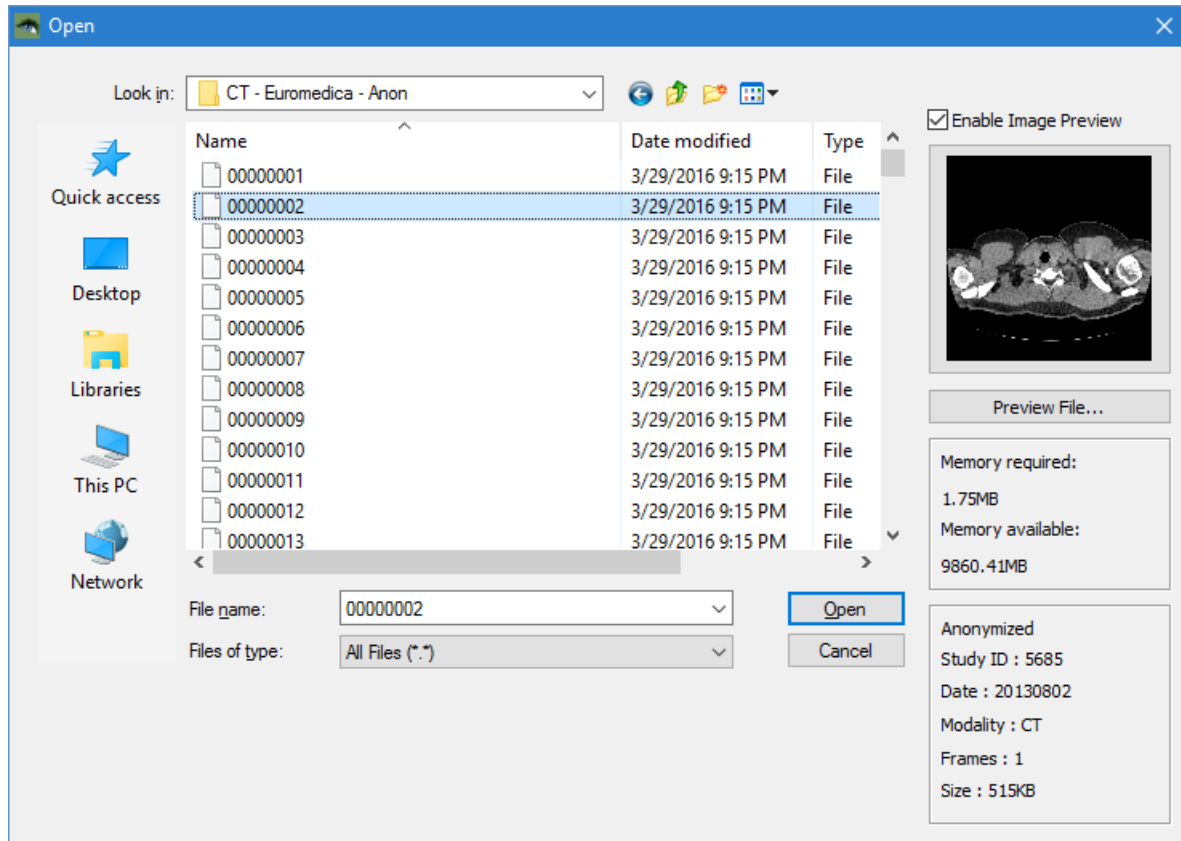 Open
Look in: CT - Euromedica - Anon
Enable Image Preview
Quick access
Desktop
Libraries
This PC
Network
Name Date modified Type
00000001 3/29/2016 9:15 PM File
00000002 3/29/2016 9:15 PM File
00000003 3/29/2016 9:15 PM File
00000004 3/29/2016 9:15 PM File
00000005 3/29/2016 9:15 PM File
00000006 3/29/2016 9:15 PM File
00000007 3/29/2016 9:15 PM File
00000008 3/29/2016 9:15 PM File
00000009 3/29/2016 9:15 PM File
00000010 3/29/2016 9:15 PM File
00000011 3/29/2016 9:15 PM File
00000012 3/29/2016 9:15 PM File
00000013 3/29/2016 9:15 PM File
File name: 00000002 Open
Files of type: All Files (*.*) Cancel
Preview File...
Memory required:
1.75MB
Memory available:
9860.41MB
Anonymized
Study ID : 5685
Date : 20130802
Modality : CT
Frames : 1
Size : 515KB